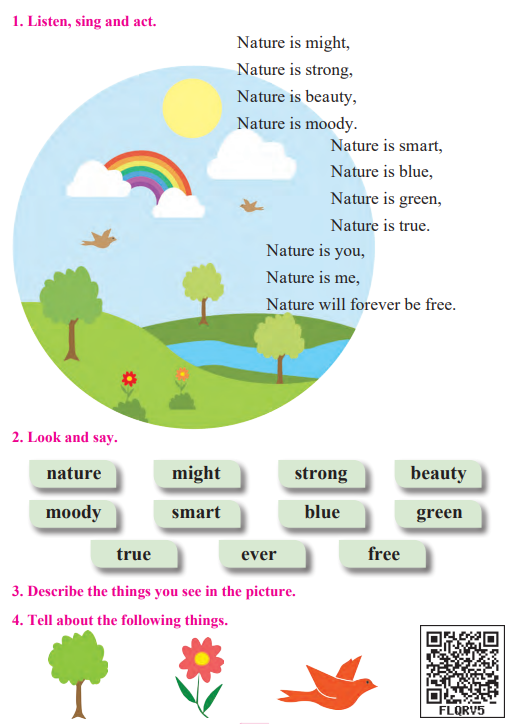 1. Listen, sing and act.
Nature is might,
Nature is strong,
Nature is beauty,
Nature is moody.
Nature is smart,
Nature is blue,
Nature is green,
Nature is true.
Nature is you,
Nature is me,
Nature will forever be free.
2. Look and say.
nature might strong beauty
moody smart blue green
true ever free
3. Describe the things you see in the picture.
4. Tell about the following things.
FLQRV5